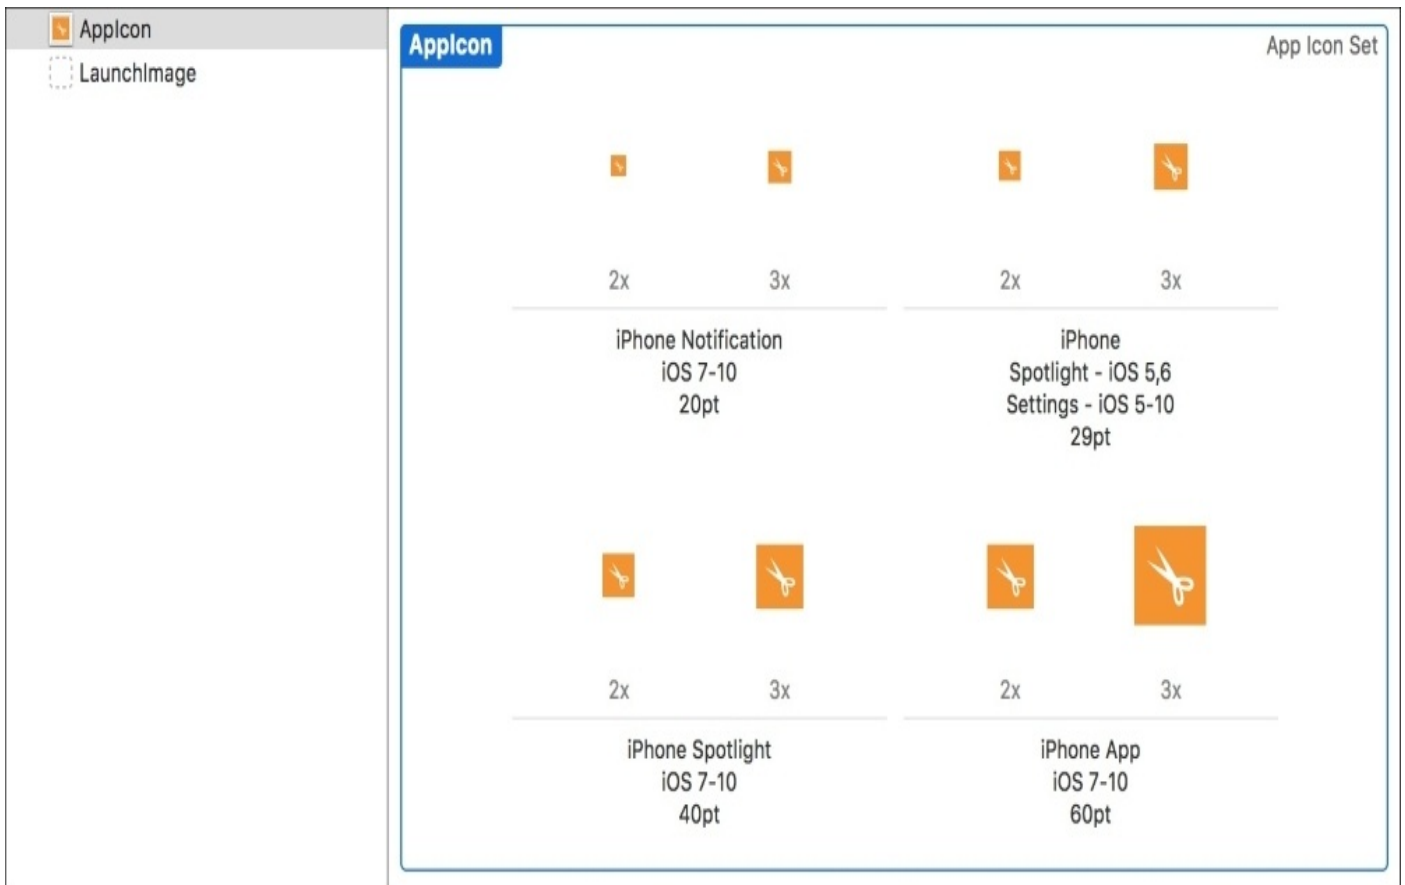 AppIcon
LaunchImage
AppIcon
App Icon Set
2x
3x
2x
3x
iPhone Notification
iOS 7-10
20pt
iPhone
Spotlight - iOS 5,6
Settings - iOS 5-10
29pt
2x
3x
2x
3x
iPhone Spotlight
iOS 7-10
40pt
iPhone App
iOS 7-10
60pt